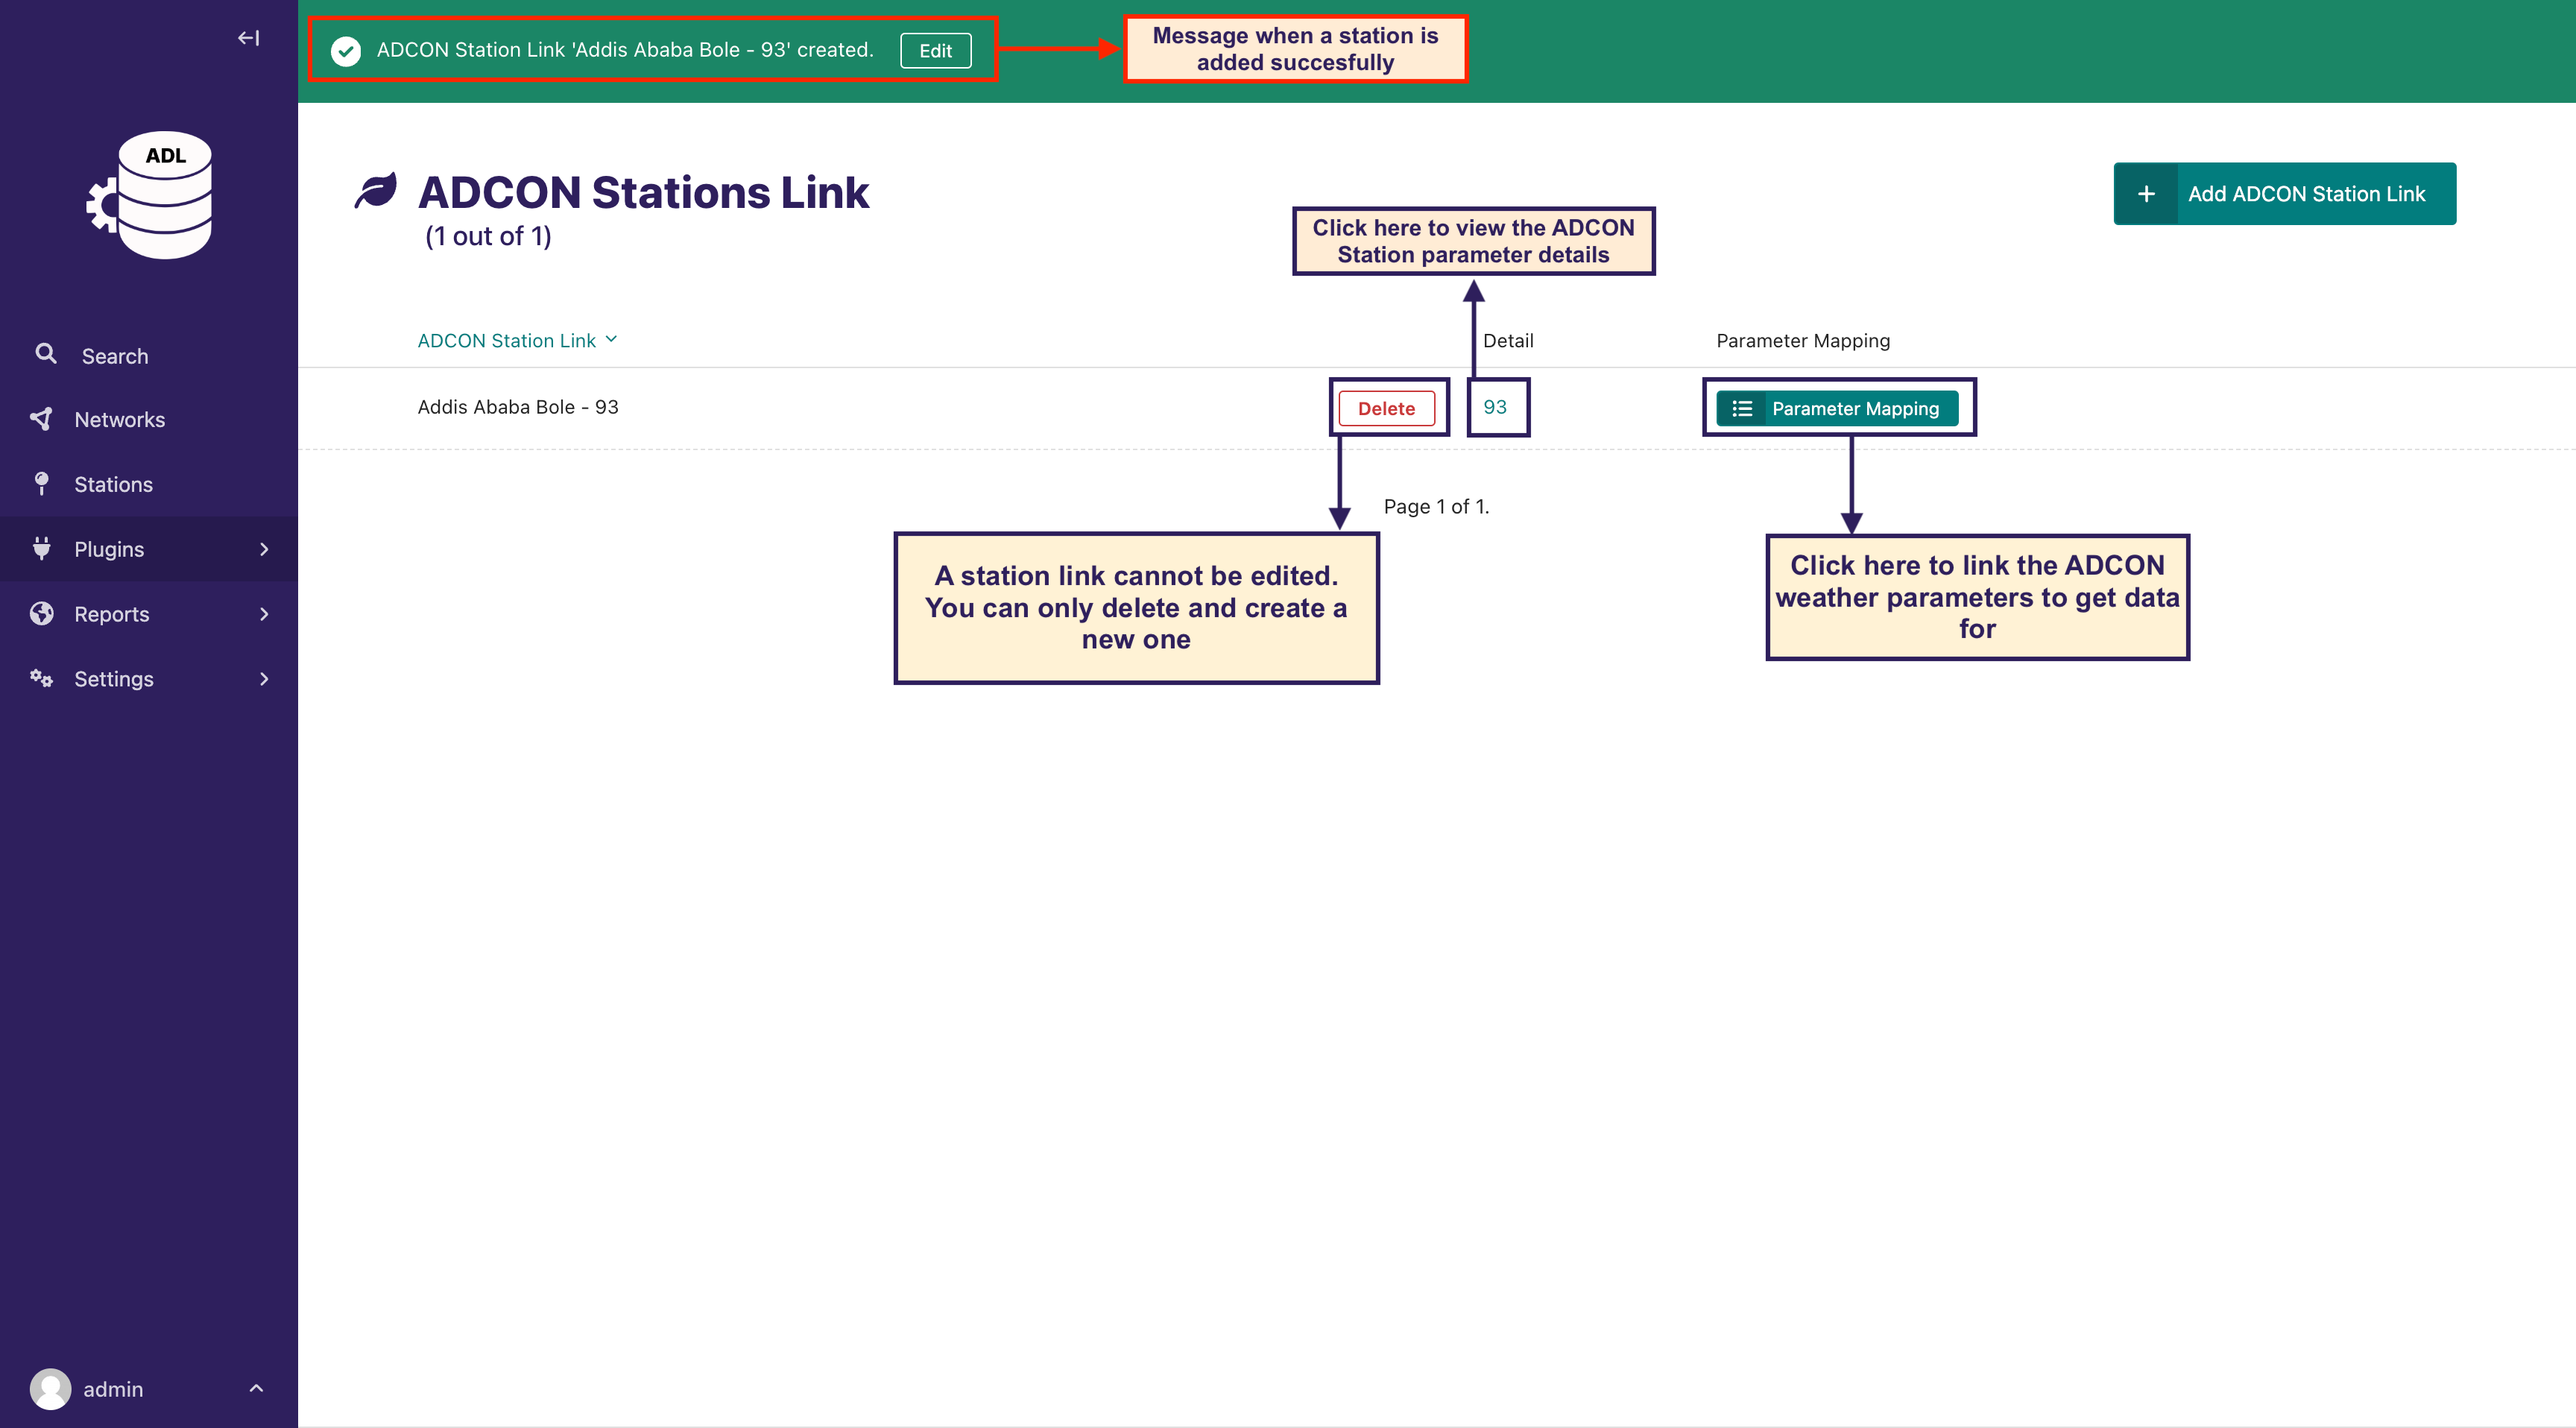 ADCON Station Link 'Addis Ababa Bole - 93' created.
Edit
Message when a station is
added succesfully
ADL
Search
Networks
Stations
Plugins
Reports
Settings
admin
ADCON Stations Link
(1 out of 1)
Add ADCON Station Link
Click here to view the ADCON
Station parameter details
ADCON Station Link
Detail
Parameter Mapping
Addis Ababa Bole - 93
Delete
93
Parameter Mapping
Page 1 of 1.
A station link cannot be edited.
You can only delete and create a
new one
Click here to link the ADCON
weather parameters to get data
for